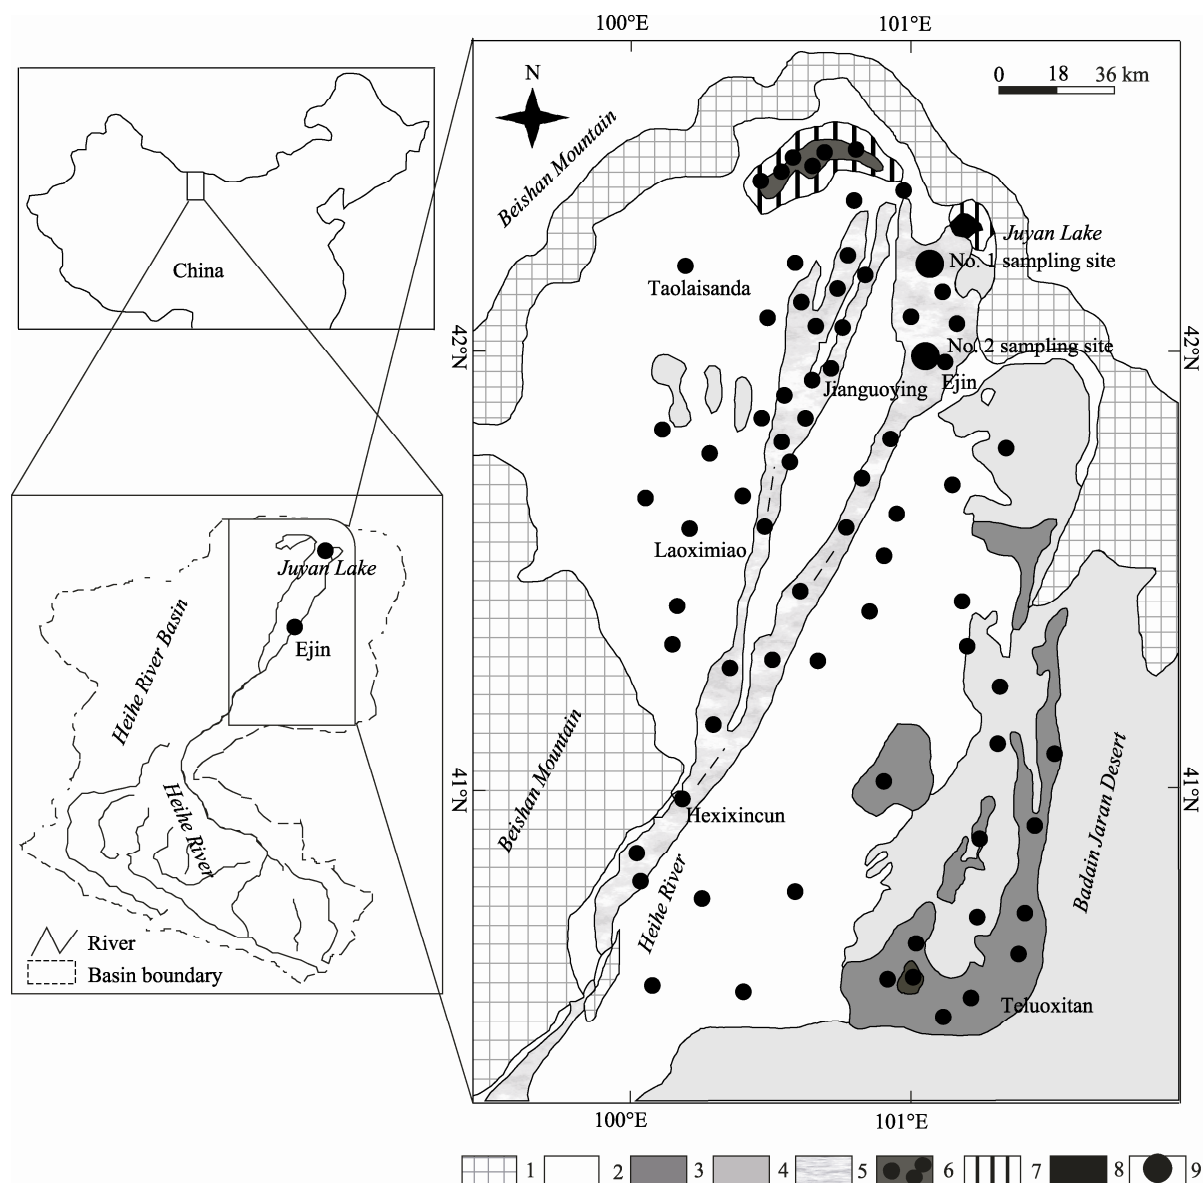 100°E
101°E
N
0
18
36 km
Beishan Mountain
China
Juyan Lake
No. 1 sampling site
Taolaisanda
42°N
No. 2 sampling site
42°N
Jianguoying
Ejin
Laoximiao
Juyan Lake
Ejin
Heihe River Basin
Heihe River
Beishan Mountain
41°N
41°N
Hexixincun
Badain Jaran Desert
Heihe River
River
Basin boundary
Teluoxitan
100°E
101°E
1
2
3
4
5
6
7
8
9